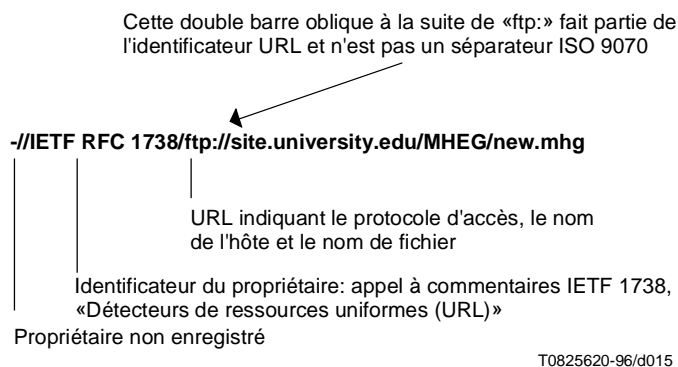 Cette double barre oblique à la suite de «ftp:» fait partie de
l'identificateur URL et n'est pas un séparateur ISO 9070
-//IETF RFC 1738/ftp://site.university.edu/MHEG/new.mhg
URL indiquant le protocole d'accès, le nom
de l'hôte et le nom de fichier
Identificateur du propriétaire: appel à commentaires IETF 1738,
«Détecteurs de ressources uniformes (URL)»
Propriétaire non enregistré
T0825620-96/d015